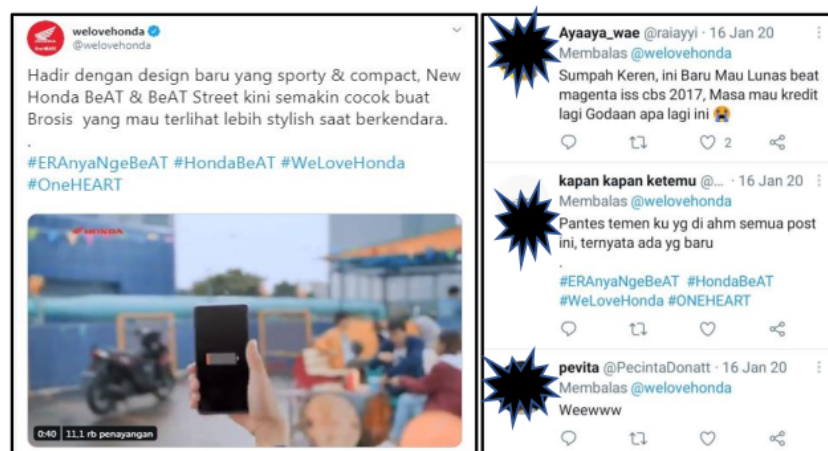 welovehonda
@welovehonda
Hadir dengan design baru yang sporty & compact, New
Honda BeAT & BeAT Street kini semakin cocok buat
Brosis yang mau terlihat lebih stylish saat berkendara.
.
#ERAnyaNgeBeAT #HondaBeAT #WeLoveHonda
#OneHEART
HONDA
0:40 11,1 rb penayangan
Ayaaya_wae @raiayyi · 16 Jan 20
Membalas @welovehonda
Sumpah Keren, ini Baru Mau Lunas beat
magenta iss cbs 2017, Masa mau kredit
lagi Godaan apa lagi ini 😭
2
kapan kapan ketemu @... · 16 Jan 20
Membalas @welovehonda
Pantes temen ku yg di ahm semua post
ini, ternyata ada yg baru
.
#ERAnyaNgeBeAT #HondaBeAT
#WeLoveHonda #ONEHEART
pevita @PecintaDonatt · 16 Jan 20
Membalas @welovehonda
Weewww